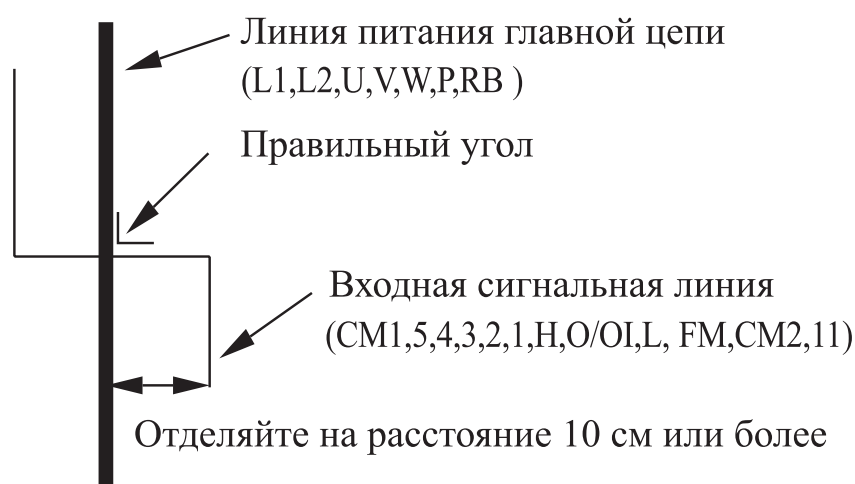 Линия питания главной цепи
(L1,L2,U,V,W,P,RB )
Правильный угол
Входная сигнальная линия
(CM1,5,4,3,2,1,H,O/OI,L, FM,CM2,11)
Отделяйте на расстояние 10 см или более